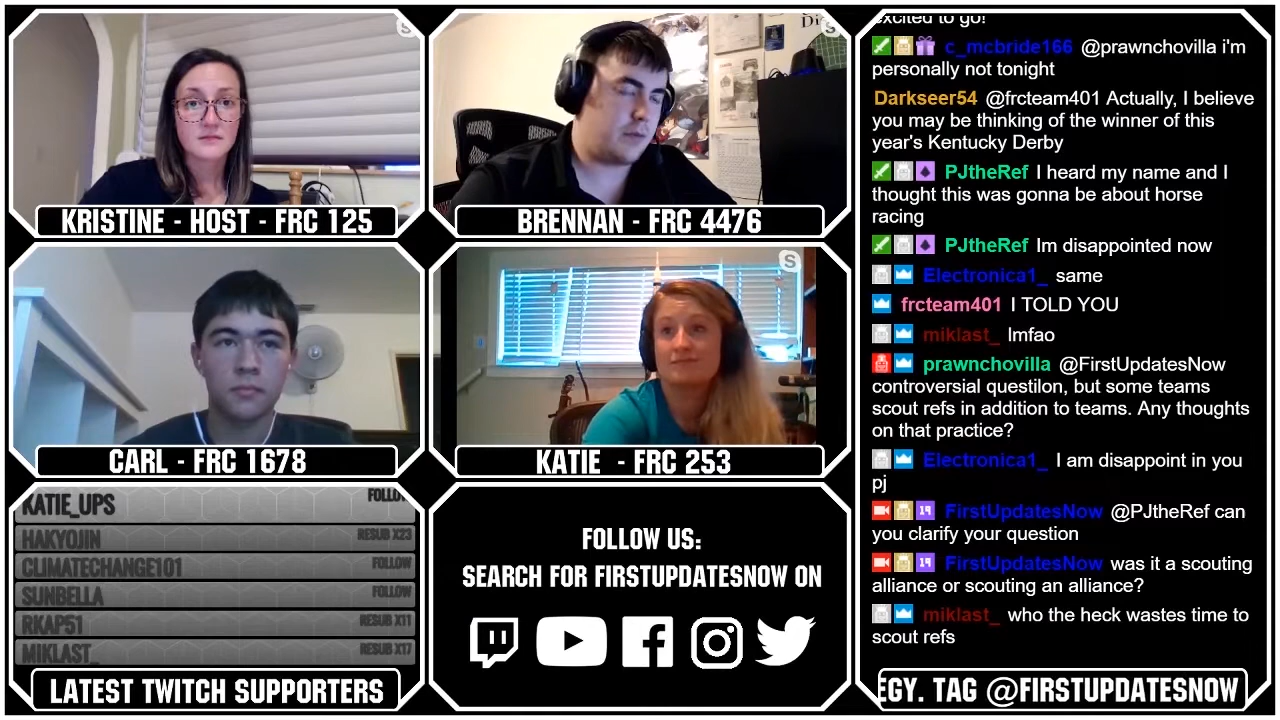 KRISTINE - HOST - FRC 125
BRENNAN - FRC 4476
CARL - FRC 1678
KATIE - FRC 253
KATIE_UPS FOLLOW
HAKYOJIN RESUB X23
CLIMATECHANGE101 FOLLOW
SUNBELLA FOLLOW
RKAP51 RESUB X11
MIKLAST_ RESUB X17
LATEST TWITCH SUPPORTERS
FOLLOW US:
SEARCH FOR FIRSTUPDATESNOW ON
excited to go!
c_mcbride166 @prawnchovilla i'm
personally not tonight
Darkseer54 @frcteam401 Actually, I believe
you may be thinking of the winner of this
year's Kentucky Derby
PJtheRef I heard my name and I
thought this was gonna be about horse
racing
PJtheRef Im disappointed now
Electronica1_ same
frcteam401 I TOLD YOU
miklast_ lmfao
prawnchovilla @FirstUpdatesNow
controversial questilon, but some teams
scout refs in addition to teams. Any thoughts
on that practice?
Electronica1_ I am disappoint in you
pj
19 FirstUpdatesNow @PJtheRef can
you clarify your question
19 FirstUpdatesNow was it a scouting
alliance or scouting an alliance?
miklast_ who the heck wastes time to
scout refs
EGY. TAG @FIRSTUPDATESNOW